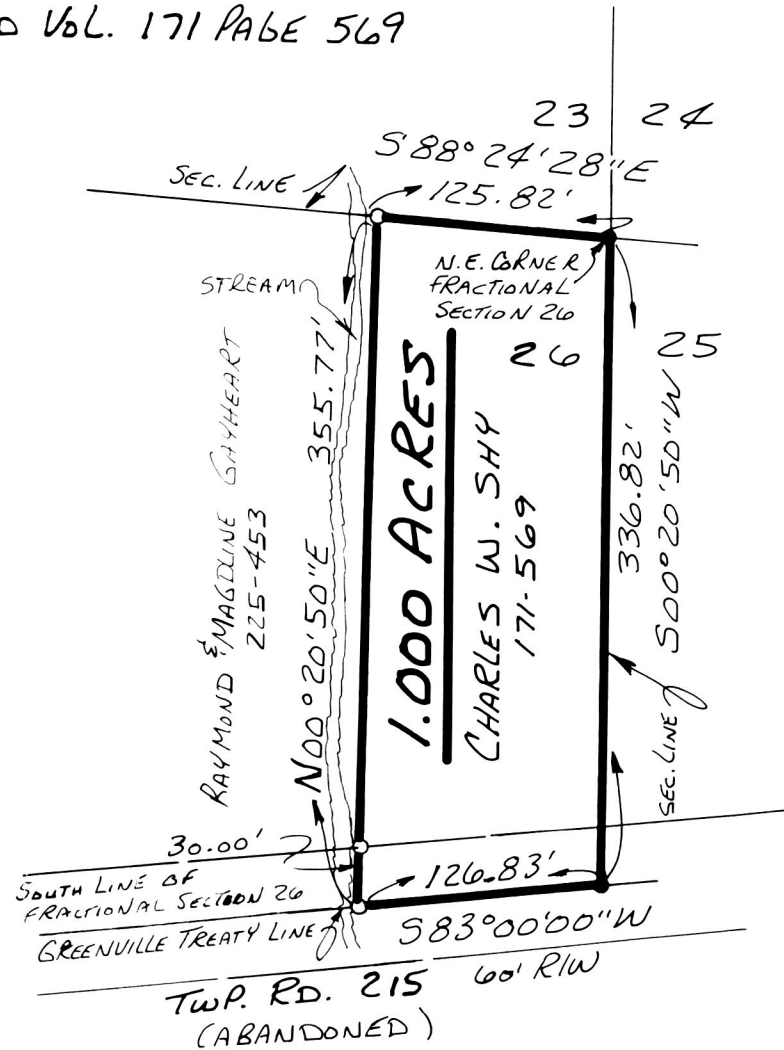 VOL. 171 PAGE 569
23 24
S 88° 24' 28" E
125.82'
SEC. LINE
N.E. CORNER
FRACTIONAL
SECTION 26
STREAM
26
25
RAYMOND & MAGDLINE GAYHEART
225-453
N00° 20' 50" E 355.77'
1.000 ACRES
CHARLES W. SHY
171-569
336.82'
S00° 20' 50" W
SEC. LINE
30.00'
SOUTH LINE OF
FRACTIONAL SECTION 26
126.83'
GREENVILLE TREATY LINE
S83° 00' 00" W
TWP. RD. 215
60' R/W
(ABANDONED)